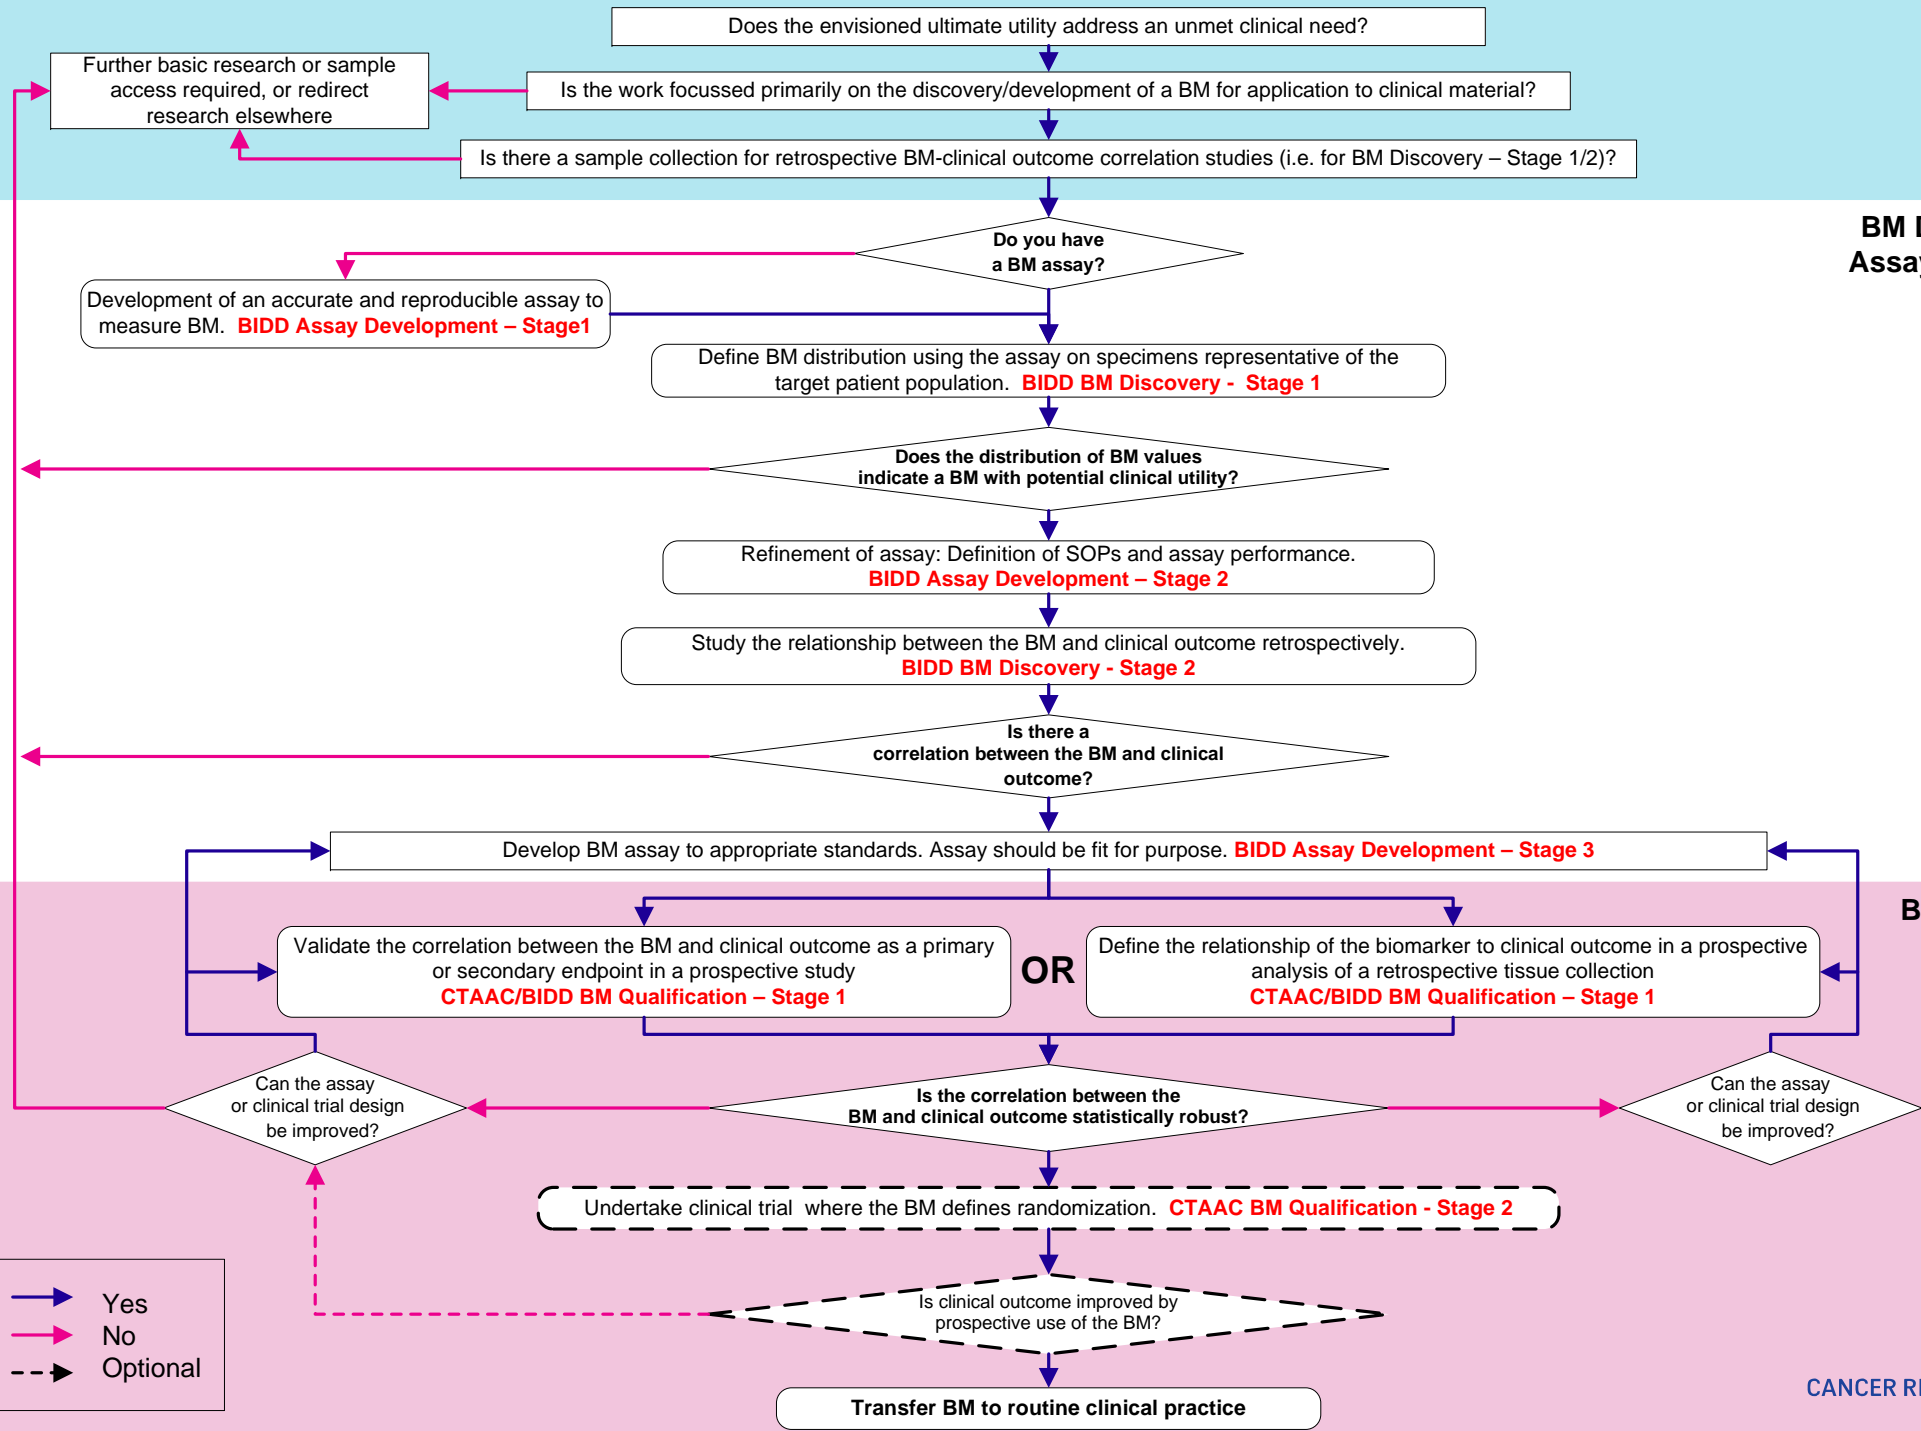 Does the envisioned ultimate utility address an unmet clinical need?
Further basic research or sample
access required, or redirect
research elsewhere
Is the work focussed primarily on the discovery/development of a BM for application to clinical material?
Is there a sample collection for retrospective BM-clinical outcome correlation studies (i.e. for BM Discovery – Stage 1/2)?
BM
Assay
Do you have
a BM assay?
Development of an accurate and reproducible assay to
measure BM.  BIDD Assay Development – Stage1
Define BM distribution using the assay on specimens representative of the
target patient population.  BIDD BM Discovery -  Stage 1
Does the distribution of BM values
indicate a BM with potential clinical utility?
Refinement of assay: Definition of SOPs and assay performance.
BIDD Assay Development – Stage 2
Study the relationship between the BM and clinical outcome retrospectively.
BIDD BM Discovery - Stage 2
Is there a
correlation between the BM and clinical
outcome?
Develop BM assay to appropriate standards. Assay should be fit for purpose. BIDD Assay Development – Stage 3
B
Validate the correlation between the BM and clinical outcome as a primary
or secondary endpoint in a prospective study
CTAAC/BIDD BM Qualification – Stage 1
OR
Define the relationship of the biomarker to clinical outcome in a prospective
analysis of a retrospective tissue collection
CTAAC/BIDD BM Qualification – Stage 1
Can the assay
or clinical trial design
be improved?
Is the correlation between the
BM and clinical outcome statistically robust?
Can the assay
or clinical trial design
be improved?
Undertake clinical trial  where the BM defines randomization.  CTAAC BM Qualification - Stage 2
Is clinical outcome improved by
prospective use of the BM?
Yes
No
Optional
Transfer BM to routine clinical practice
CANCER